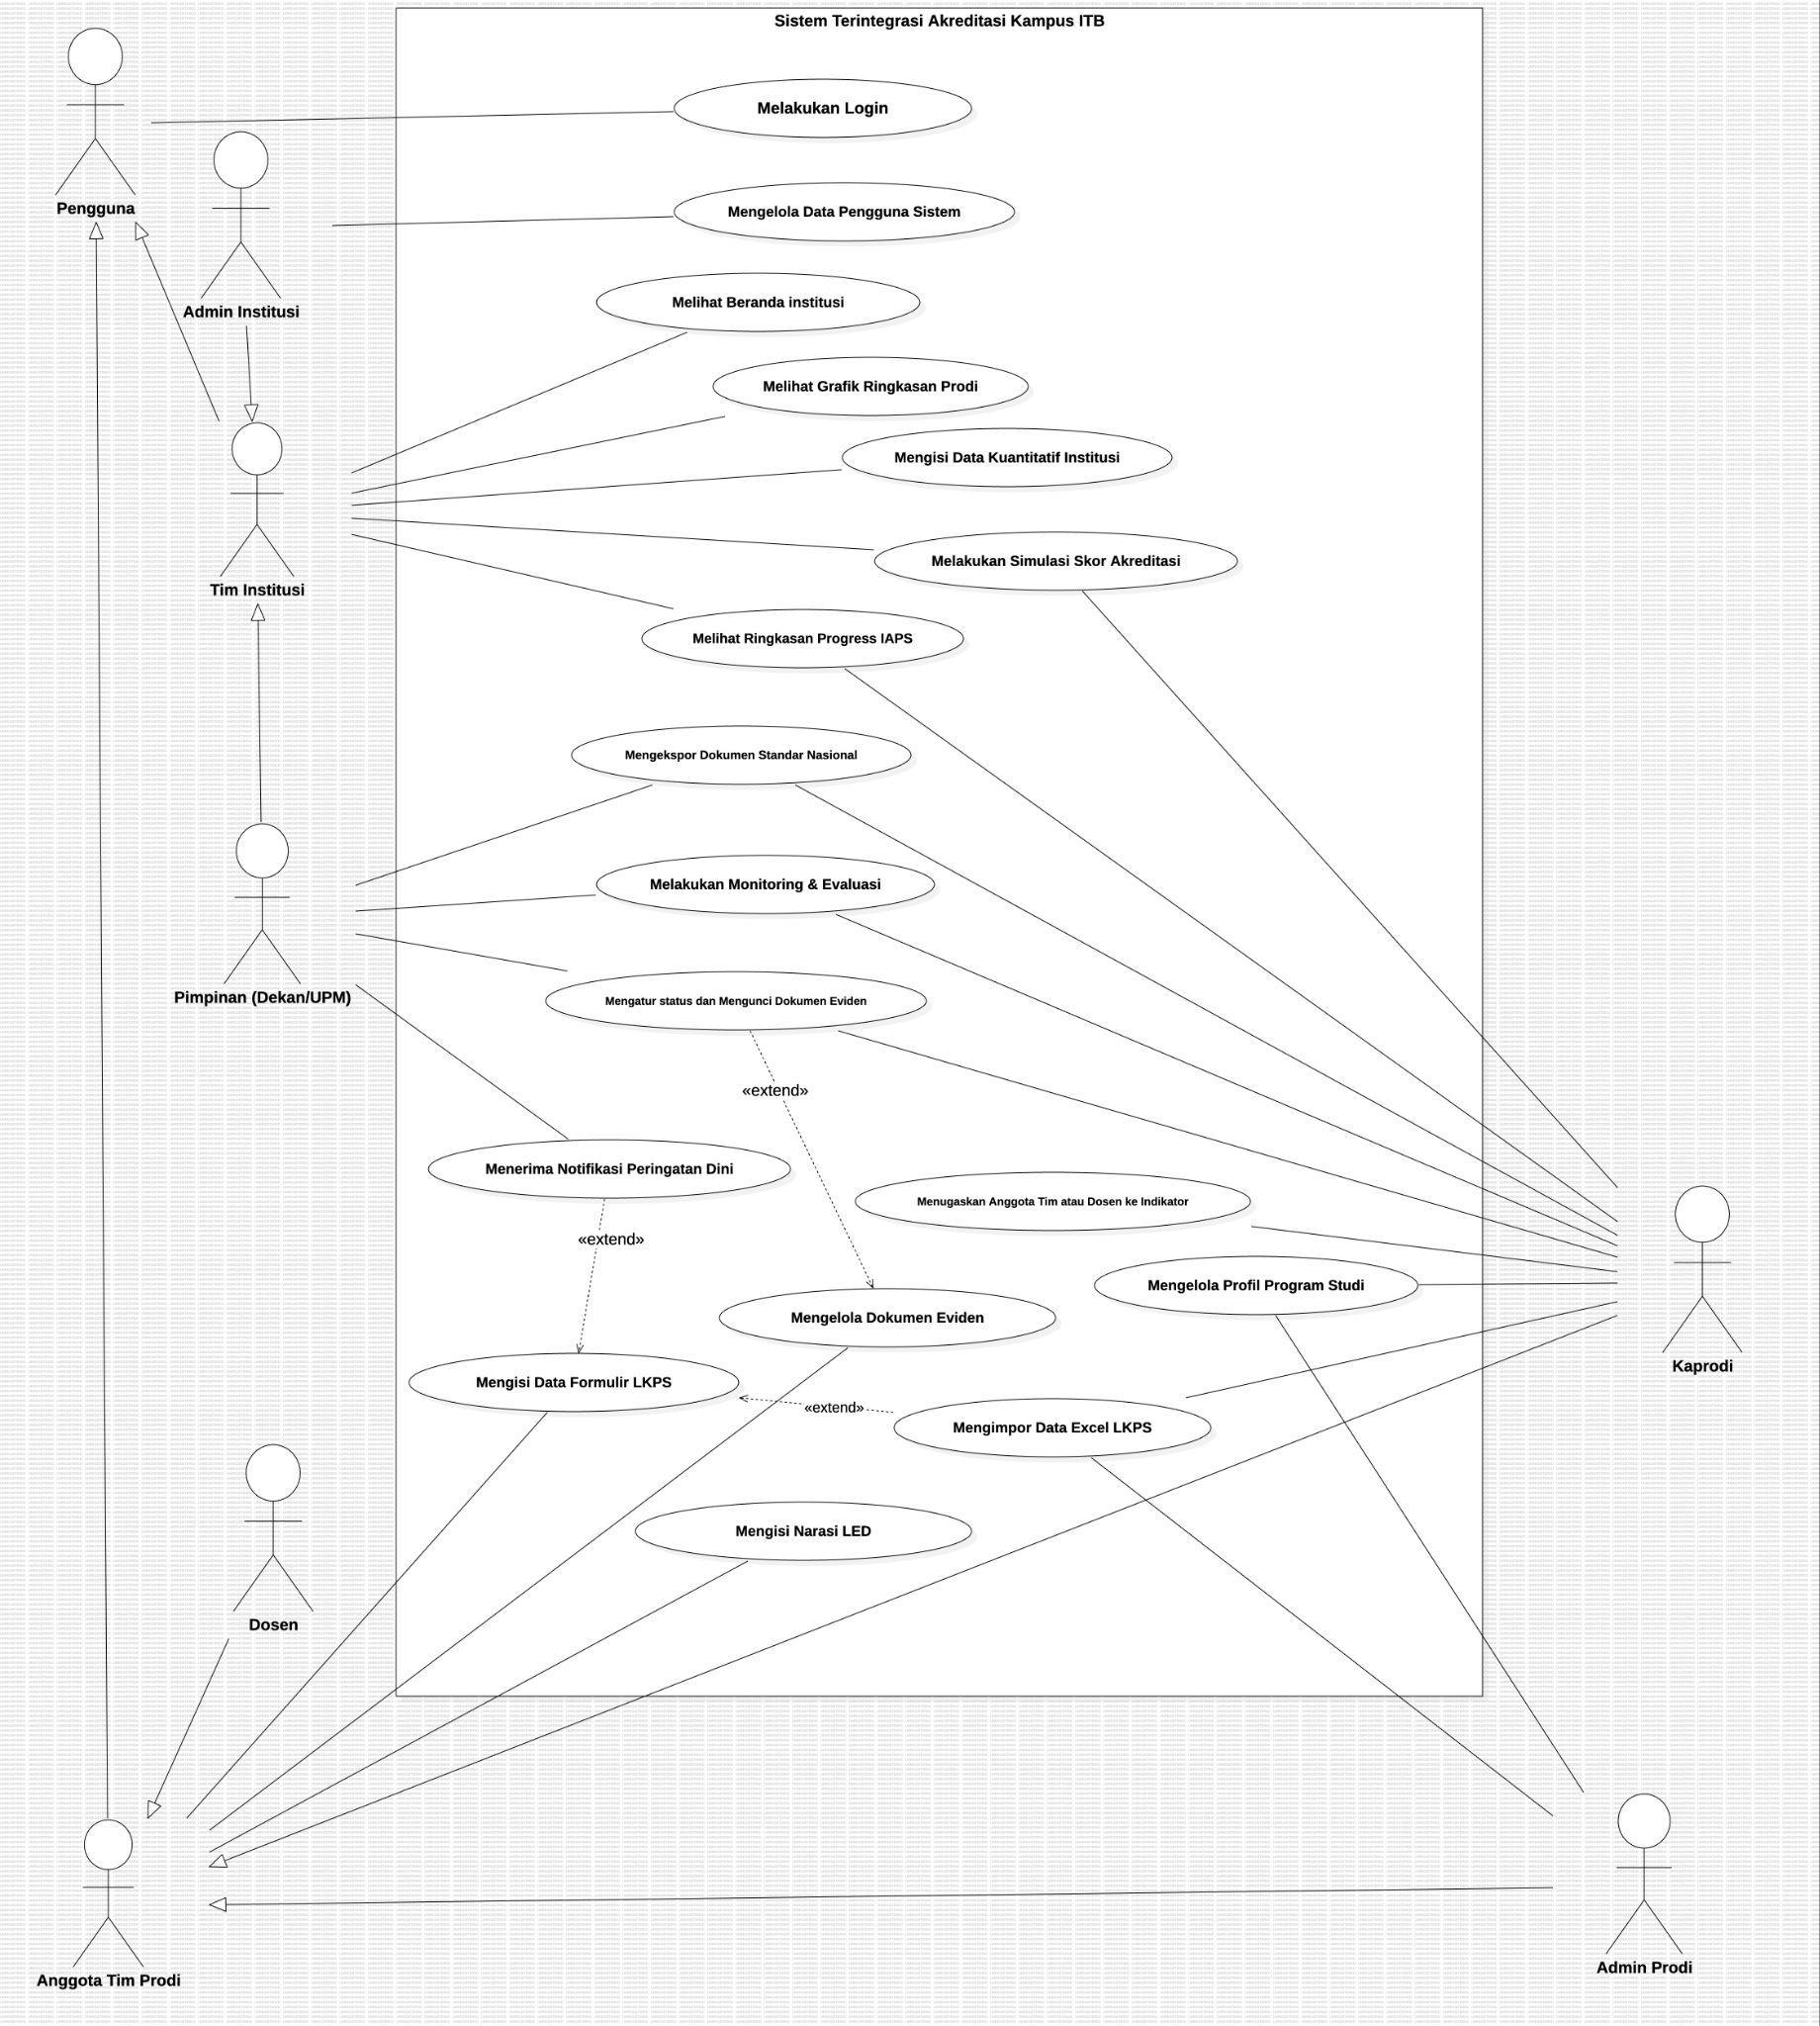 Sistem Terintegrasi Akreditasi Kampus ITB
Melakukan Login
Pengguna
Mengelola Data Pengguna Sistem
Admin Institusi
Melihat Beranda institusi
Melihat Grafik Ringkasan Prodi
Mengisi Data Kuantitatif Institusi
Melakukan Simulasi Skor Akreditasi
Tim Institusi
Melihat Ringkasan Progress IAPS
Mengekspor Dokumen Standar Nasional
Melakukan Monitoring & Evaluasi
Pimpinan (Dekan/UPM)
Mengatur status dan Mengunci Dokumen Eviden
«extend»
Menerima Notifikasi Peringatan Dini
Menugaskan Anggota Tim atau Dosen ke Indikator
«extend»
Mengelola Profil Program Studi
Mengelola Dokumen Eviden
Kaprodi
Mengisi Data Formulir LKPS
«extend»
Mengimpor Data Excel LKPS
Mengisi Narasi LED
Dosen
Admin Prodi
Anggota Tim Prodi